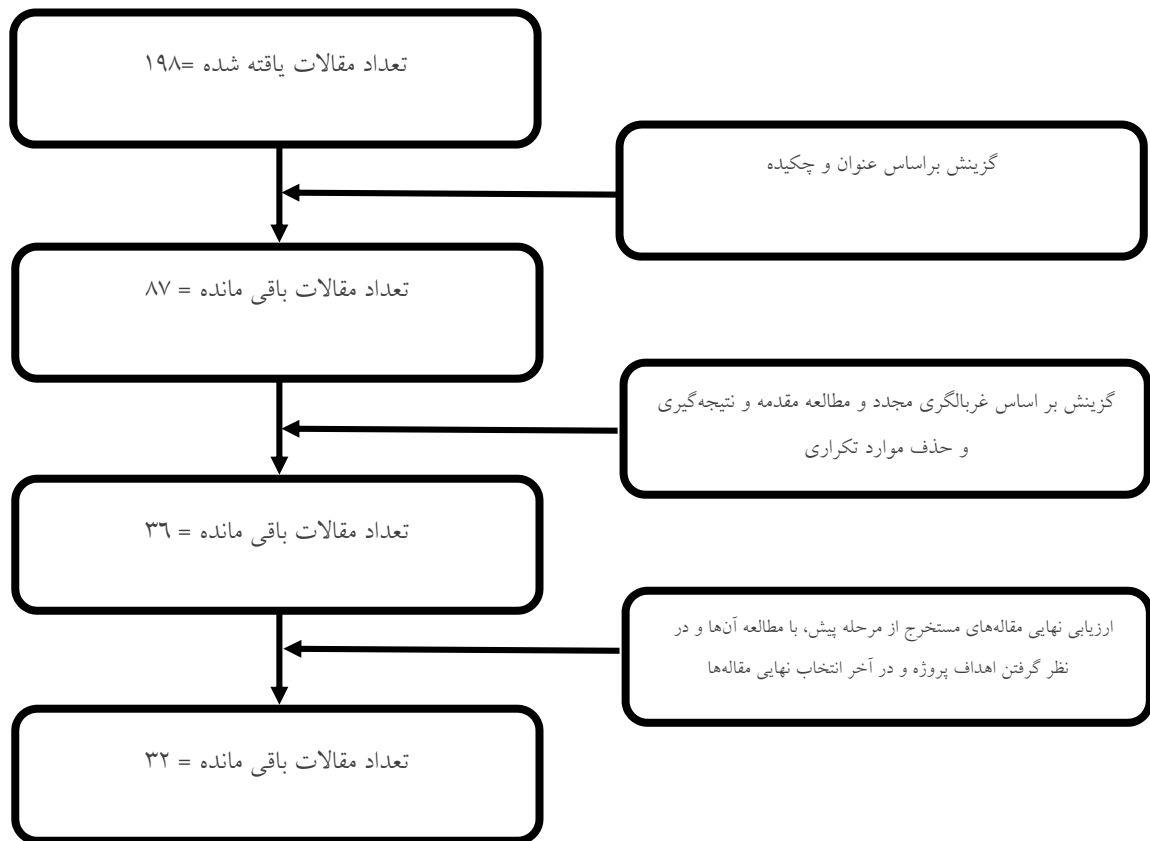 تعداد مقالات یاقته شده =۱۹۸
گزینش براساس عنوان و چکیده
تعداد مقالات باقی مانده = ۸۷
گزینش بر اساس غربالگری مجدد و مطالعه مقدمه و نتیجه‌گیری
و حذف موارد تکراری
تعداد مقالات باقی مانده = ۳٦
ارزیابی نهایی مقاله‌های مستخرج از مرحله پیش، با مطالعه آن‌ها و در
نظر گرفتن اهداف پروژه و در آخر انتخاب نهایی مقاله‌ها
تعداد مقالات باقی مانده = ۳۲